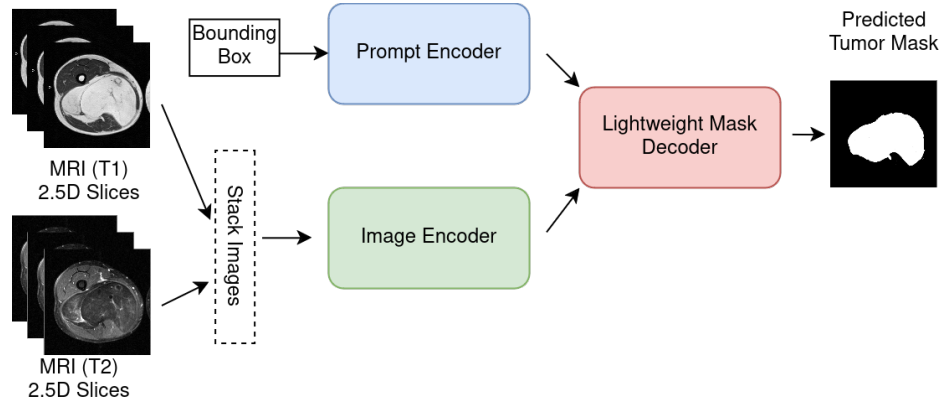 Bounding
Box
Prompt Encoder
Predicted
Tumor Mask
Lightweight Mask
Decoder
MRI (T1)
2.5D Slices
Stack Images
Image Encoder
MRI (T2)
2.5D Slices